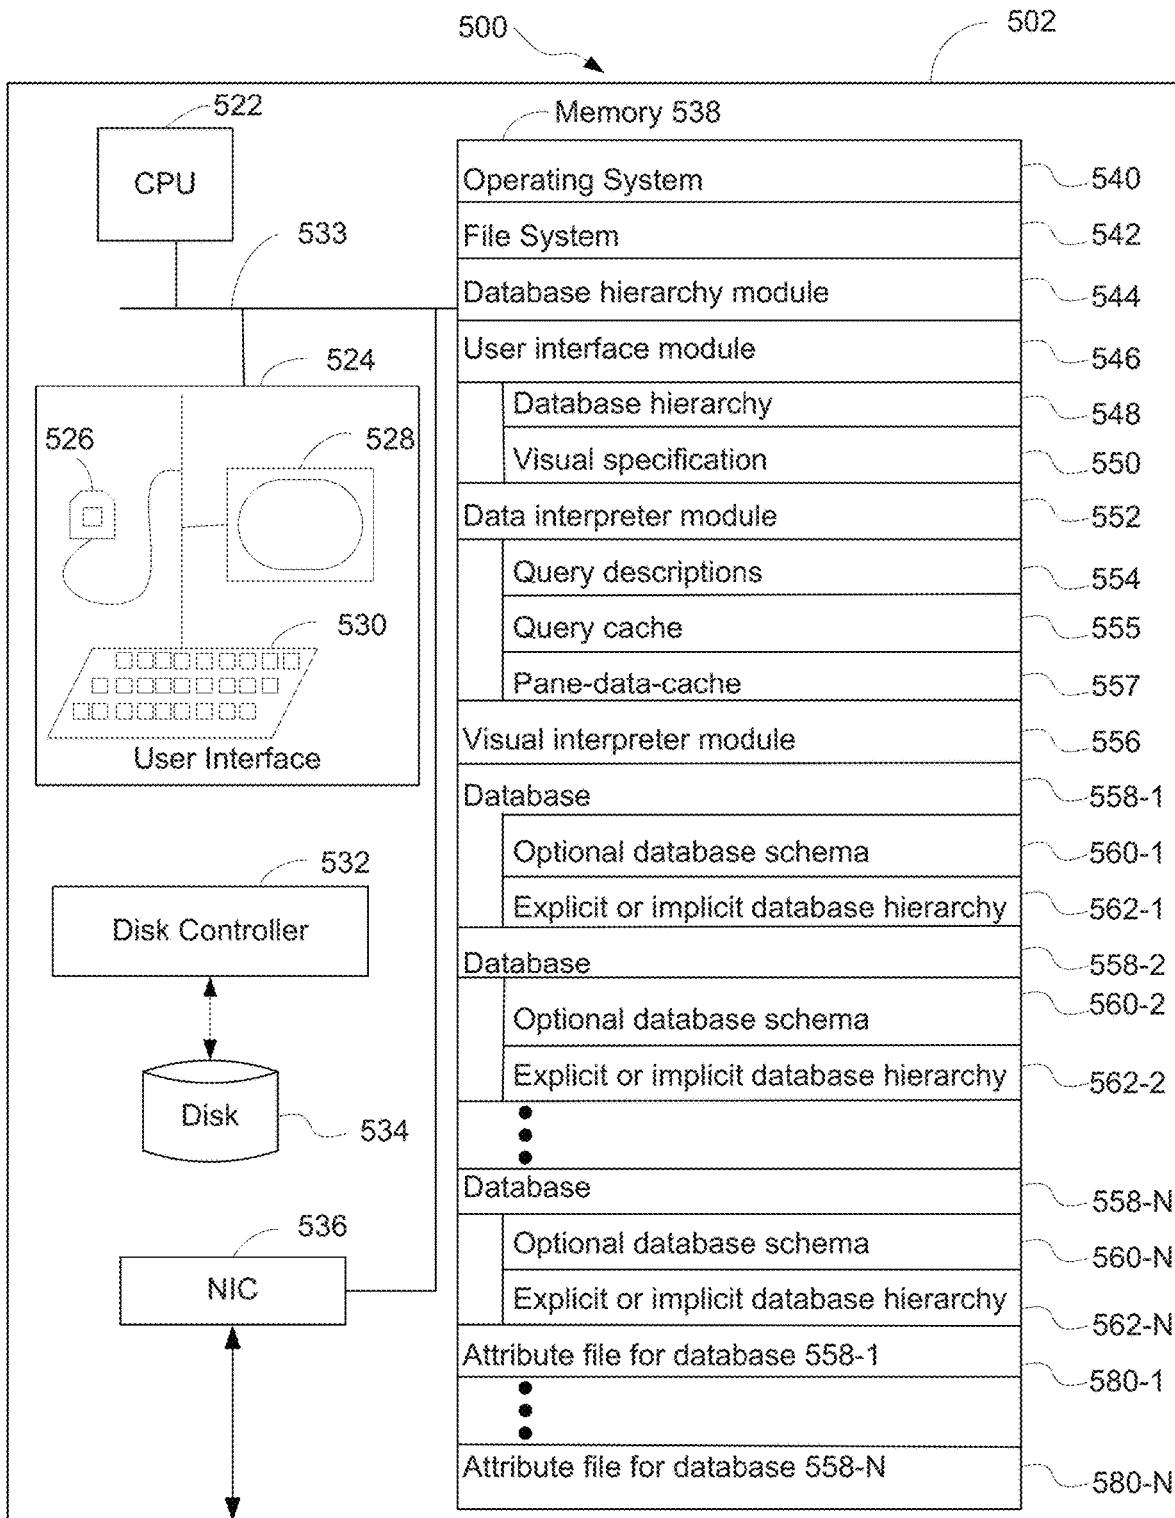 500
502
522
CPU
533
524
526
528
530
User Interface
532
Disk Controller
Disk
534
536
NIC
Memory 538
Operating System
540
File System
542
Database hierarchy module
544
User interface module
546
Database hierarchy
548
Visual specification
550
Data interpreter module
552
Query descriptions
554
Query cache
555
Pane-data-cache
557
Visual interpreter module
556
Database
558-1
Optional database schema
560-1
Explicit or implicit database hierarchy
562-1
Database
558-2
Optional database schema
560-2
Explicit or implicit database hierarchy
562-2
Database
558-N
Optional database schema
560-N
Explicit or implicit database hierarchy
562-N
Attribute file for database 558-1
580-1
Attribute file for database 558-N
580-N